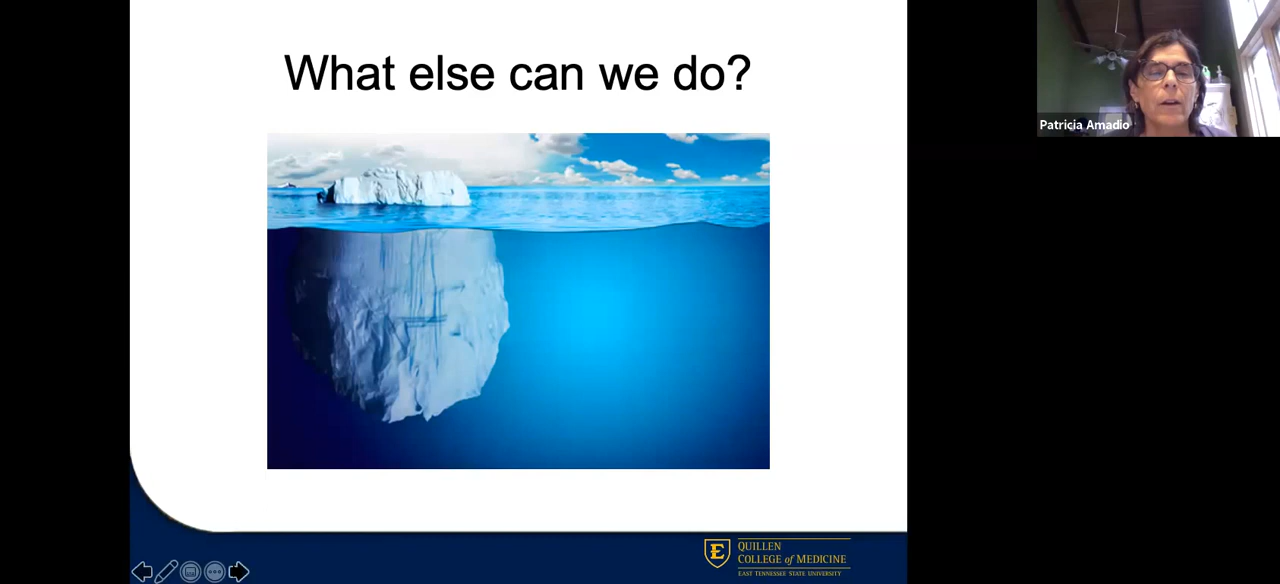 What else can we do?
Patricia Amadio
QUILLEN
COLLEGE of MEDICINE
EAST TENNESSEE STATE UNIVERSITY